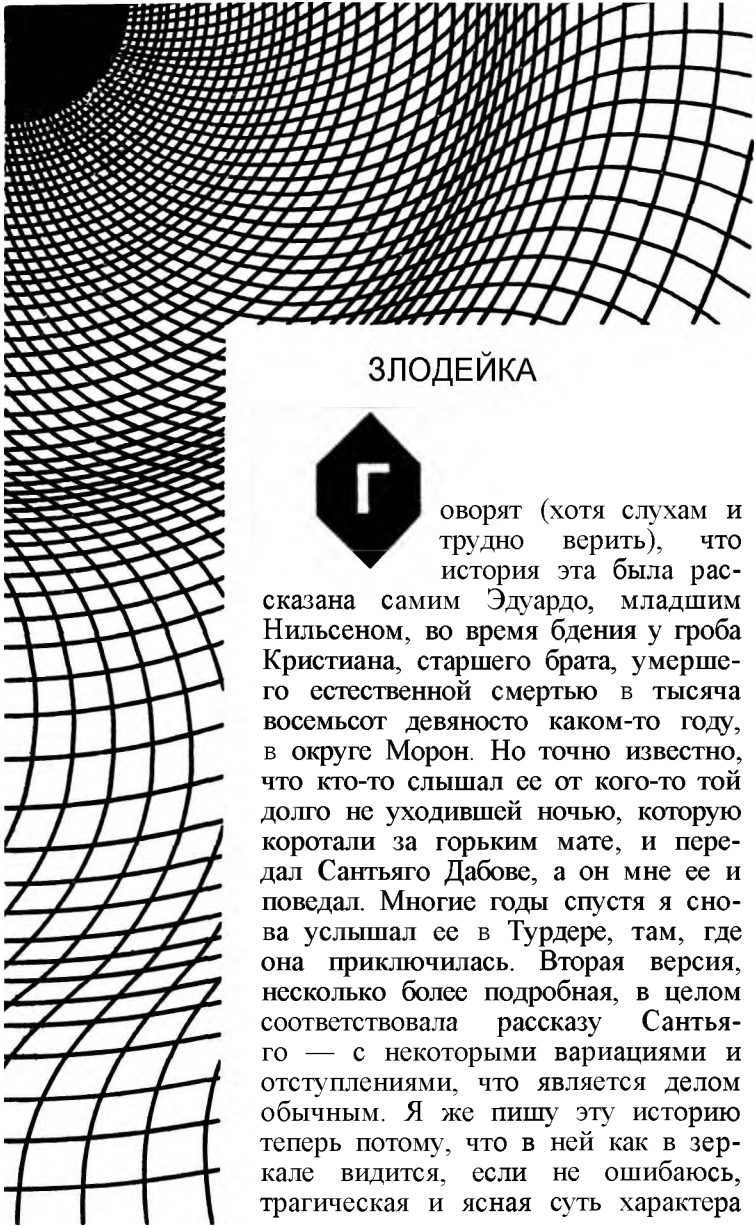 ЗЛОДЕЙКА
Говорят (хотя слухам и
трудно верить), что
история эта была рас-
сказана самим Эдуардо, младшим
Нильсеном, во время бдения у гроба
Кристиана, старшего брата, умерше-
го естественной смертью в тысяча
восемьсот девяносто каком-то году,
в округе Морон. Но точно известно,
что кто-то слышал ее от кого-то той
долго не уходившей ночью, которую
коротали за горьким мате, и пере-
дал Сантьяго Дабове, а он мне ее и
поведал. Многие годы спустя я сно-
ва услышал ее в Турдере, там, где
она приключилась. Вторая версия,
несколько более подробная, в целом
соответствовала рассказу Сантья-
го — с некоторыми вариациями и
отступлениями, что является делом
обычным. Я же пишу эту историю
теперь потому, что в ней как в зер-
кале видится, если не ошибаюсь,
трагическая и ясная суть характера